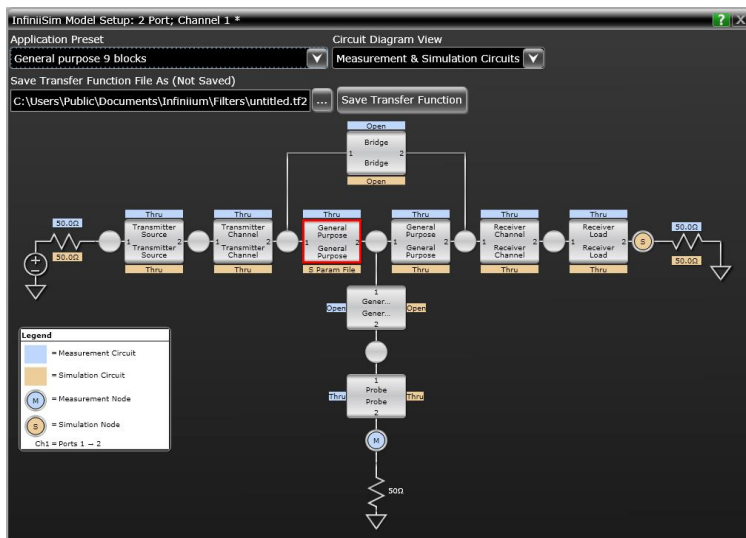 InfiniiSim Model Setup: 2 Port; Channel 1 *
? X
Application Preset
Circuit Diagram View
General purpose 9 blocks
Measurement & Simulation Circuits
Save Transfer Function File As (Not Saved)
C:\Users\Public\Documents\Infiniium\Filters\untitled.tf2
...
Save Transfer Function
Open
Bridge
1 2
Bridge
Open
50.0Ω
50.0Ω
Thru
Transmitter
Source
1 2
Transmitter
Source
Thru
Thru
Transmitter
Channel
1 2
Transmitter
Channel
Thru
Thru
General
Purpose
1 2
General
Purpose
S Param File
Thru
General
Purpose
1 2
General
Purpose
Thru
Thru
Receiver
Channel
1 2
Receiver
Channel
Thru
Thru
Receiver
Load
1 2
Receiver
Load
Thru
S
50.0Ω
50.0Ω
1
Open Gener... Open
Gener...
2
1
Thru Probe Thru
Probe
2
M
50Ω
Legend
= Measurement Circuit
= Simulation Circuit
M = Measurement Node
S = Simulation Node
Ch1 = Ports 1 → 2